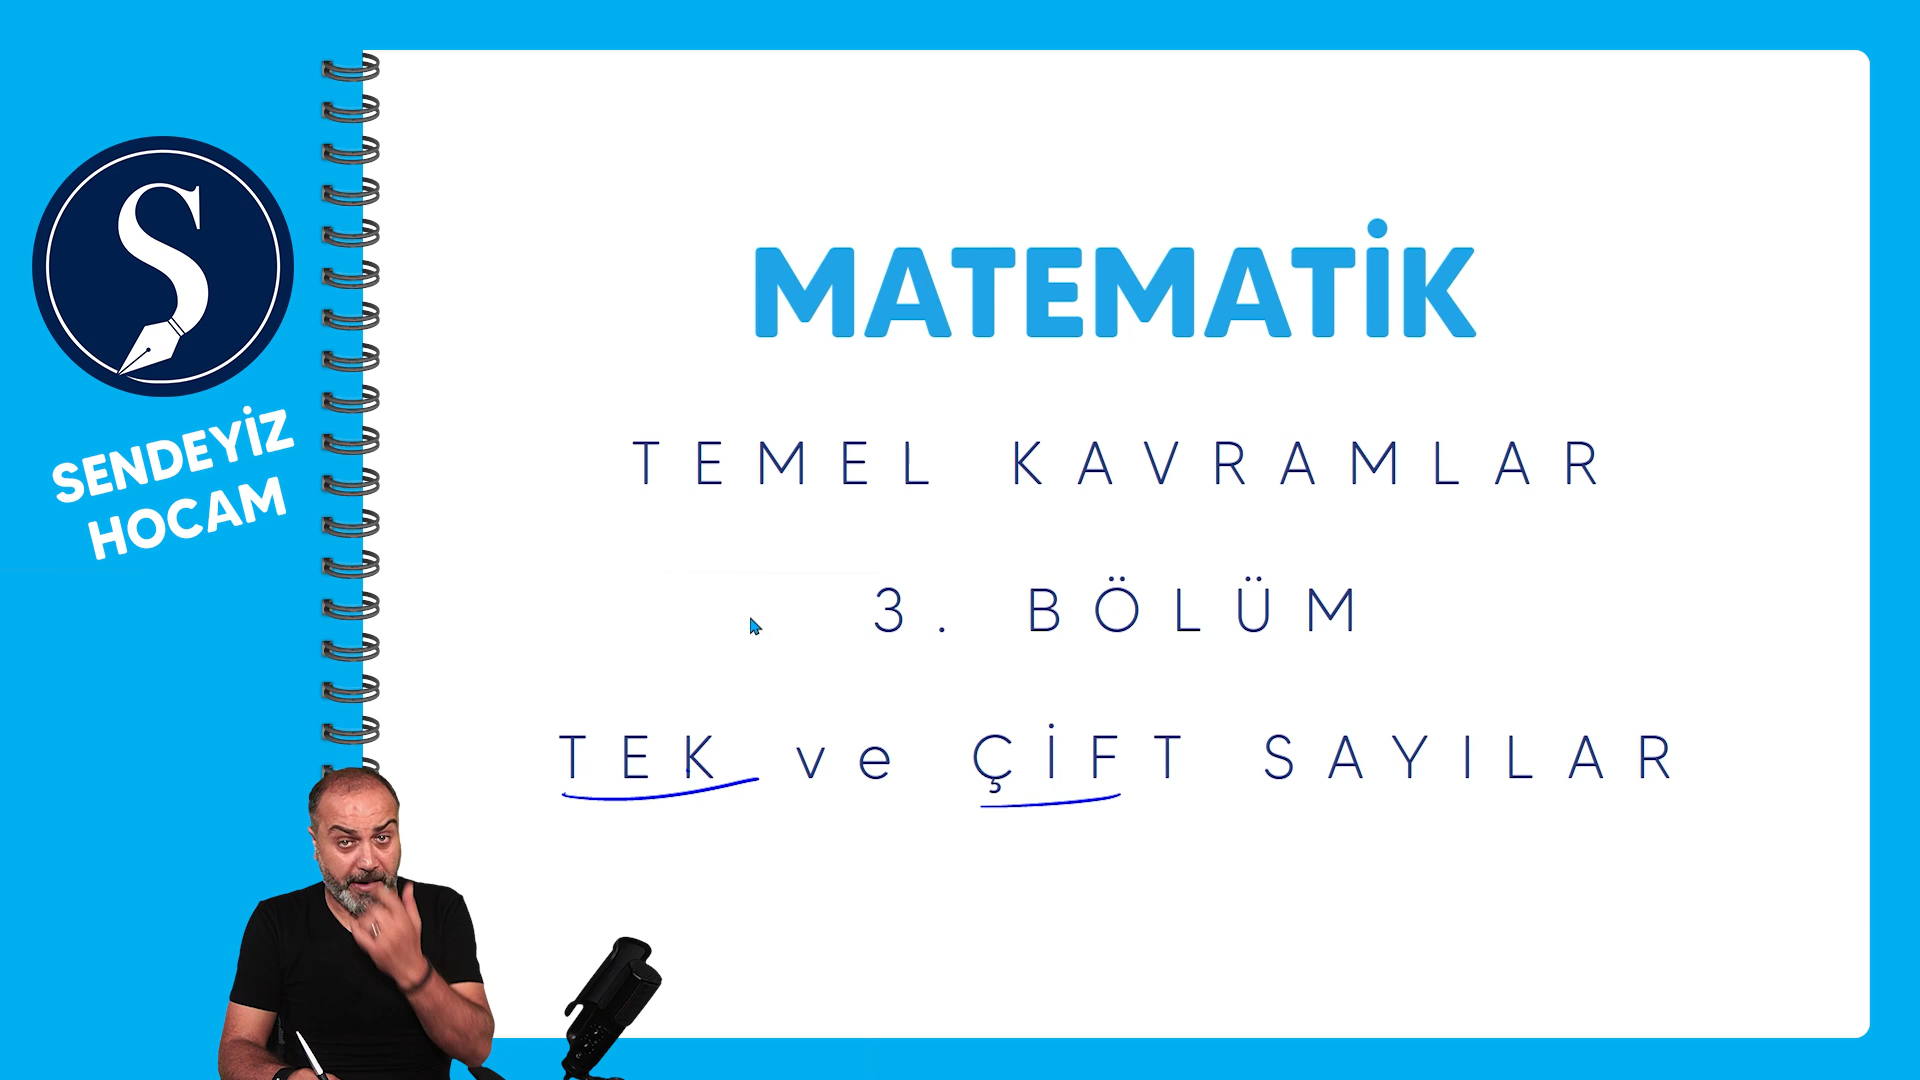 SENDEYİZ
HOCAM
MATEMATİK
TEMEL KAVRAMLAR
3. BÖLÜM
TEK ve ÇİFT SAYILAR